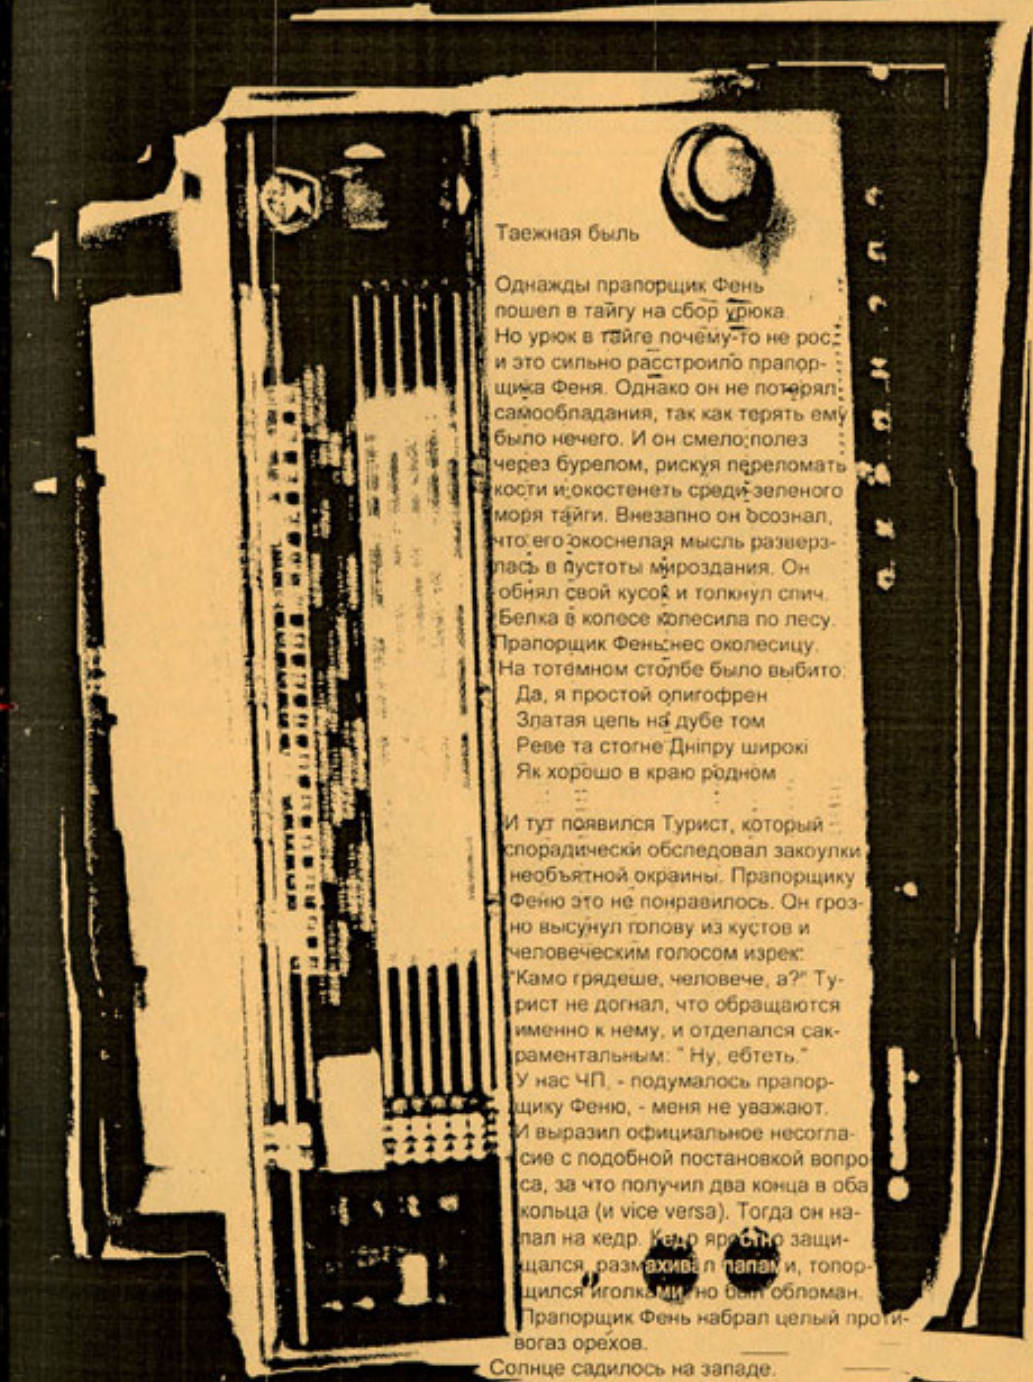 Таежная быль
Однажды прапорщик Фень
пошел в тайгу на сбор урюка.
Но урюк в тайге почему-то не рос,
и это сильно расстроило прапор-
щика Феня. Однако он не потерял
самообладания, так как терять ему
было нечего. И он смело полез
через бурелом, рискуя переломать
кости и окостенеть среди зеленого
моря тайги. Внезапно он осознал,
что его окоснелая мысль разверз-
лась в пустоты мироздания. Он
обнял свой кусок и толкнул спич.
Белка в колесе колесила по лесу.
Прапорщик Фень нес околесицу.
На тотемном столбе было выбито:
Да, я простой олигофрен
Златая цепь на дубе том
Реве та стогне Дніпру широкі
Як хорошо в краю родном
И тут появился Турист, который
спорадически обследовал закоулки
необъятной окраины. Прапорщику
Феню это не понравилось. Он гроз-
но высунул голову из кустов и
человеческим голосом изрек:
"Камо грядеше, человече, а?" Ту-
рист не догнал, что обращаются
именно к нему, и отделался сак-
раментальным: " Ну, ебтеть."
У нас ЧП, - подумалось прапор-
щику Феню, - меня не уважают.
И выразил официальное несогла-
сие с подобной постановкой вопро
са, за что получил два конца в оба
кольца (и vice versa). Тогда он на-
пал на кедр. Кедр яростно защи-
щался, размахивал лапами, топор-
щился иголками, но был обломан.
Прапорщик Фень набрал целый проти-
вогаз орехов.
Солнце садилось на западе.